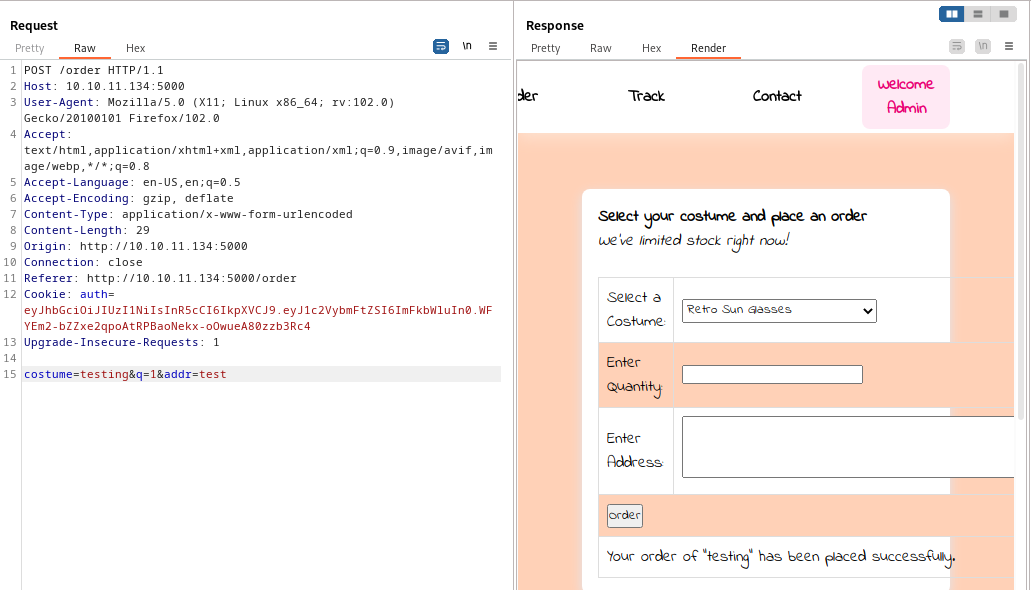 Request
Pretty Raw Hex
\n
1 POST /order HTTP/1.1
2 Host: 10.10.11.134:5000
3 User-Agent: Mozilla/5.0 (X11; Linux x86_64; rv:102.0)
Gecko/20100101 Firefox/102.0
4 Accept:
text/html,application/xhtml+xml,application/xml;q=0.9,image/avif,im
age/webp,*/*;q=0.8
5 Accept-Language: en-US,en;q=0.5
6 Accept-Encoding: gzip, deflate
7 Content-Type: application/x-www-form-urlencoded
8 Content-Length: 29
9 Origin: http://10.10.11.134:5000
10 Connection: close
11 Referer: http://10.10.11.134:5000/order
12 Cookie: auth=
eyJhbGciOiJIUzI1NiIsInR5cCI6IkpXVCJ9.eyJ1c2VybmFtZSI6ImFkbWluIn0.WF
YEm2-bZZxe2qpoAtRPBaoNekx-oOwueA80zzb3Rc4
13 Upgrade-Insecure-Requests: 1
14
15 costume=testing&q=1&addr=test
Response
Pretty Raw Hex Render
\n
der Track Contact Welcome
Admin
Select your costume and place an order
We've limited stock right now!
Select a
Costume:
Retro Sun Glasses
Enter
Quantity:
Enter
Address:
Order
Your order of "testing" has been placed successfully.